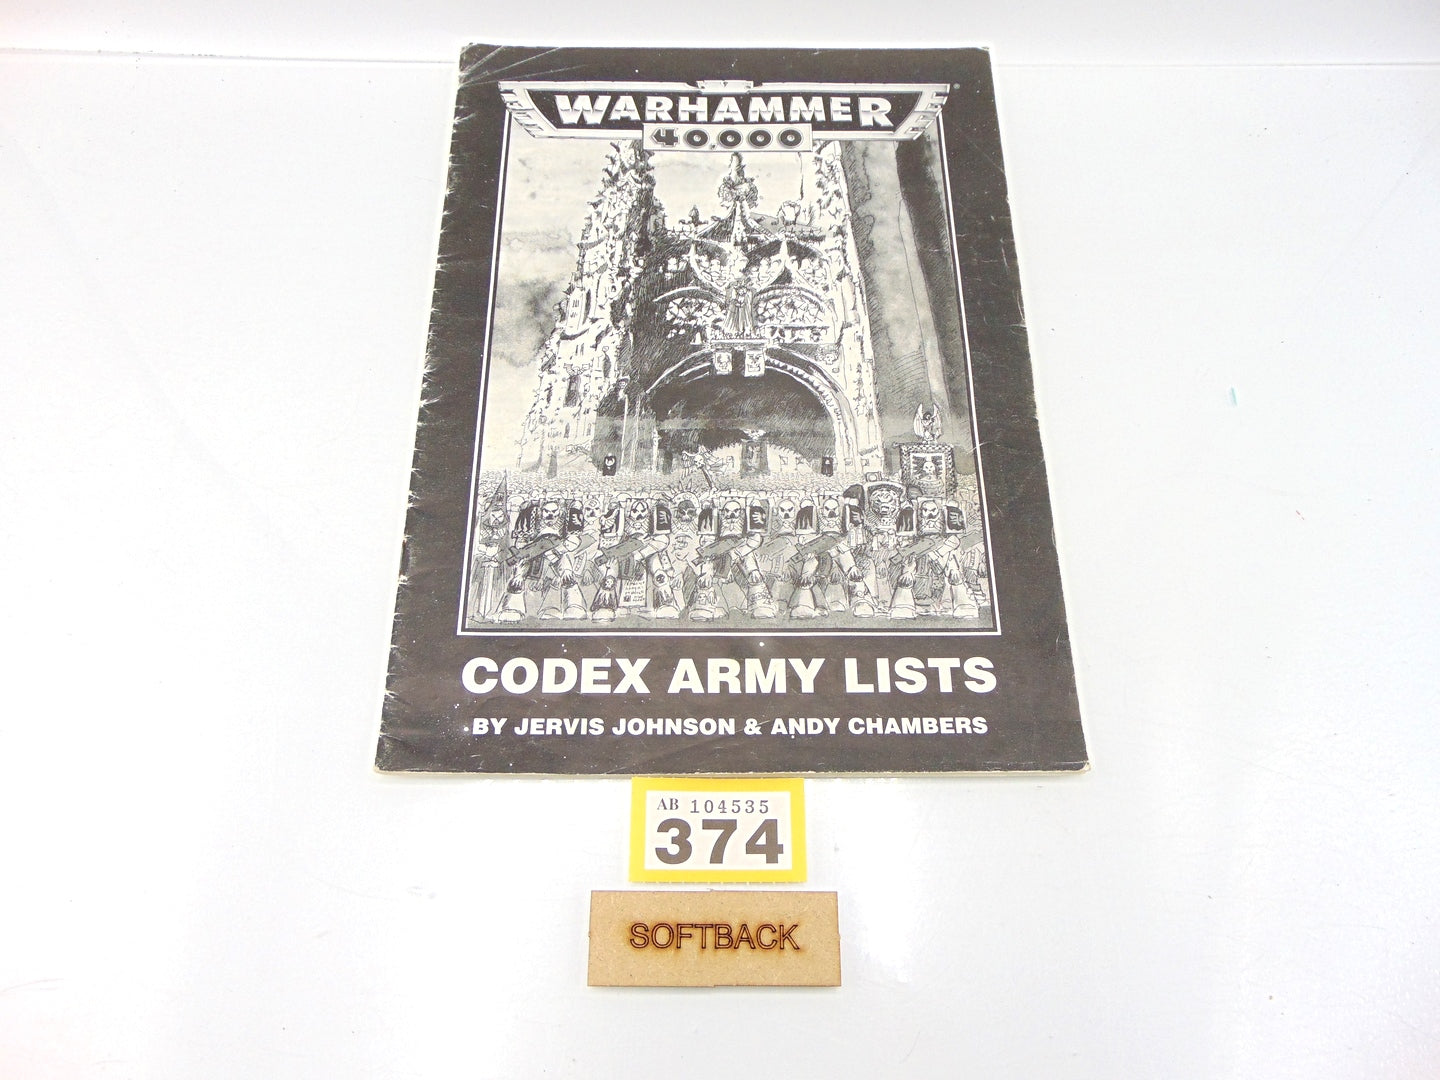 WARHAMMER
40,000
CODEX ARMY LISTS
BY JERVIS JOHNSON & ANDY CHAMBERS
AB 104535
374
SOFTBACK